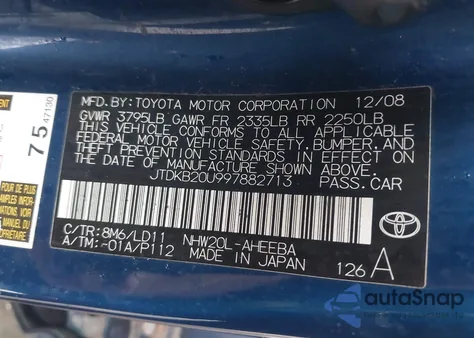 MFD. BY: TOYOTA MOTOR CORPORATION 12/08
GVWR 3795LB GAWR FR 2335LB RR 2250LB
THIS VEHICLE CONFORMS TO ALL APPLICABLE
FEDERAL MOTOR VEHICLE SAFETY, BUMPER, AND
THEFT PREVENTION STANDARDS IN EFFECT ON
THE DATE OF MANUFACTURE SHOWN ABOVE.
JTDKB20U997882713 PASS. CAR
C/TR: 8M6/LD11 NHW20L-AHEEBA
A/TM: -01A/P112 MADE IN JAPAN
126 A
TOYOTA
75 47130
autoSnap